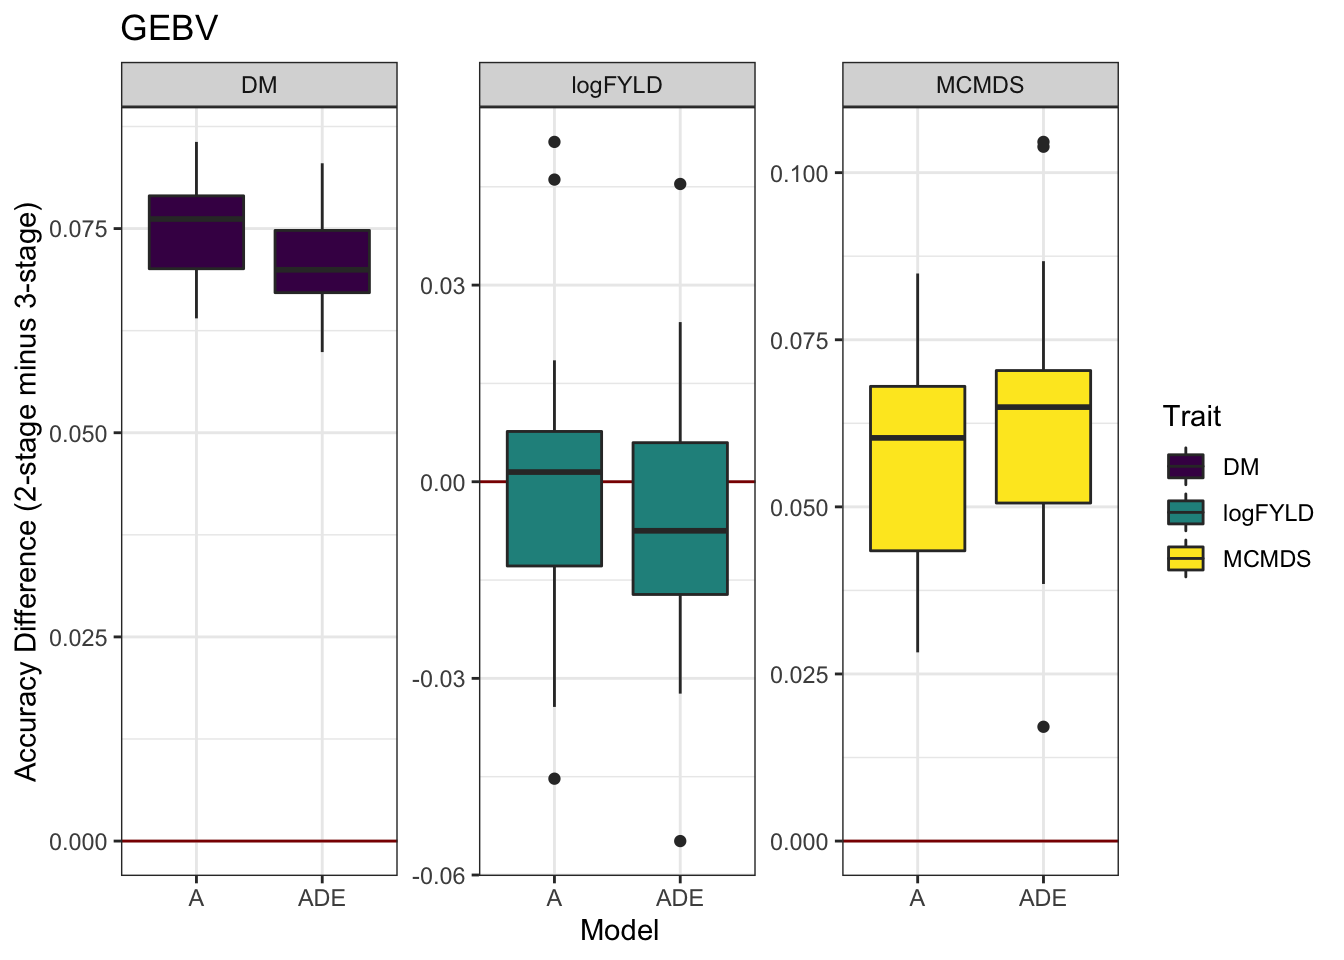 GEBV
DM
logFYLD
MCMDS
Accuracy Difference (2-stage minus 3-stage)
0.075
0.050
0.025
0.000
0.03
0.00
-0.03
-0.06
0.100
0.075
0.050
0.025
0.000
A
ADE
A
ADE
A
ADE
Model
Trait
DM
logFYLD
MCMDS